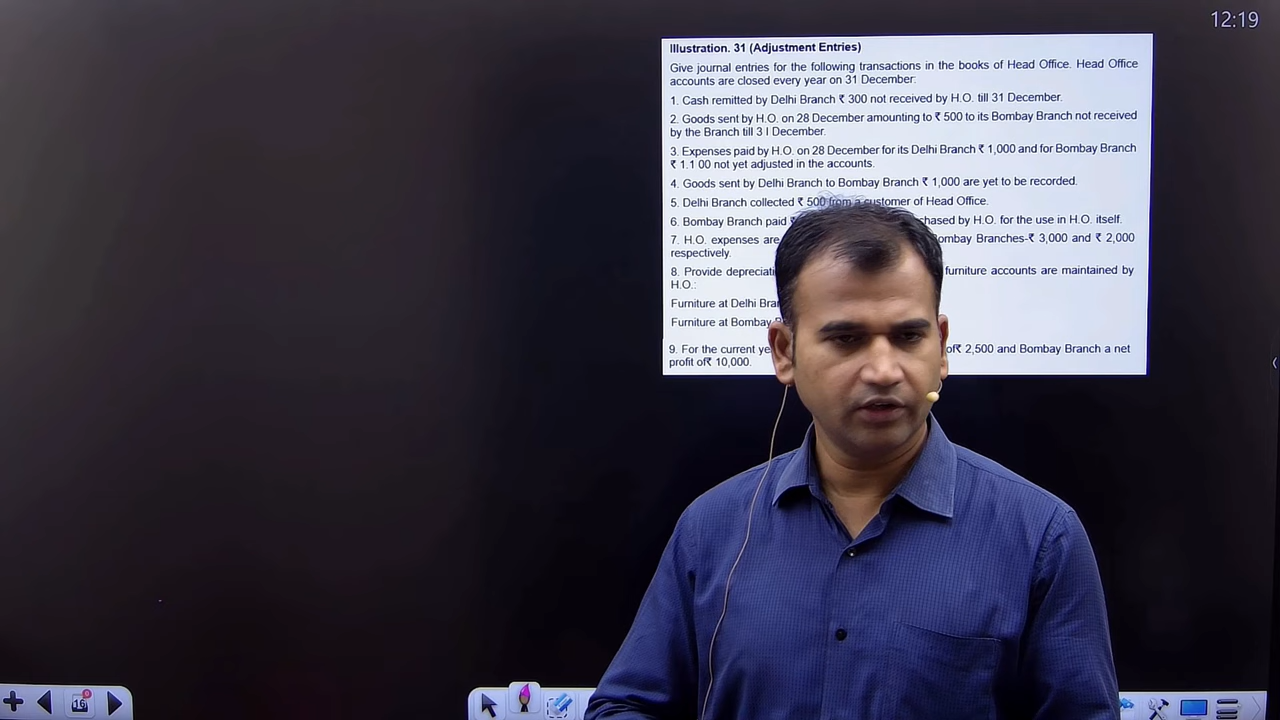 12:19
Illustration. 31 (Adjustment Entries)
Give journal entries for the following transactions in the books of Head Office. Head Office
accounts are closed every year on 31 December:
1. Cash remitted by Delhi Branch ₹ 300 not received by H.O. till 31 December.
2. Goods sent by H.O. on 28 December amounting to ₹ 500 to its Bombay Branch not received
by the Branch till 3 I December.
3. Expenses paid by H.O. on 28 December for its Delhi Branch ₹ 1,000 and for Bombay Branch
₹ 1.1 00 not yet adjusted in the accounts.
4. Goods sent by Delhi Branch to Bombay Branch ₹ 1,000 are yet to be recorded.
5. Delhi Branch collected ₹ 500 from a customer of Head Office.
6. Bombay Branch paid by H.O. for the use in H.O. itself.
7. H.O. expenses are Branches-₹ 3,000 and ₹ 2,000
respectively.
8. Provide furniture accounts are maintained by
H.O.:
Furniture at Delhi
Furniture at Bombay
9. For the current of₹ 2,500 and Bombay Branch a net
profit of₹ 10,000.
16